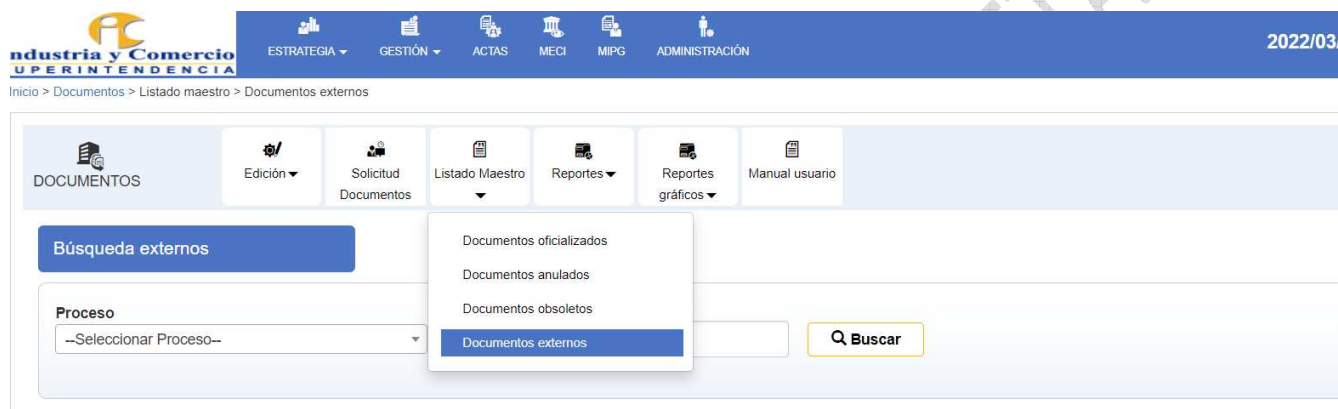 ndustria y Comercio
UPERINTENDENCIA
ESTRATEGIA
GESTIÓN
ACTAS
MECI
MIPG
ADMINISTRACIÓN
2022/03
Inicio > Documentos > Listado maestro > Documentos externos
DOCUMENTOS
Edición
Solicitud
Documentos
Listado Maestro
Reportes
Reportes
gráficos
Manual usuario
Búsqueda externos
Documentos oficializados
Documentos anulados
Documentos obsoletos
Documentos externos
Proceso
--Seleccionar Proceso--
Buscar